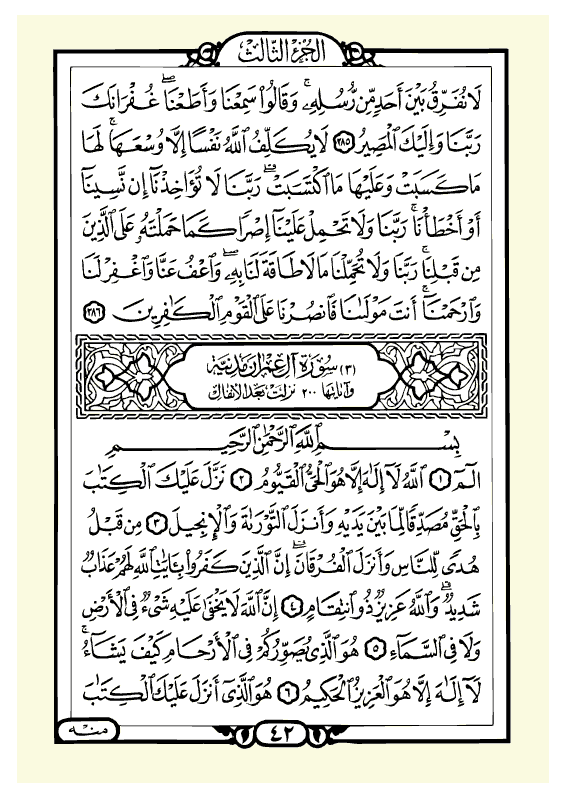 الجزء الثالث
لَا نُفَرِّقُ بَيْنَ أَحَدٍ مِّن رُّسُلِهِۦ ۚ وَقَالُوا۟ سَمِعْنَا وَأَطَعْنَا ۖ غُفْرَانَكَ
رَبَّنَا وَإِلَيْكَ ٱلْمَصِيرُ ﴿٢٨٥﴾ لَا يُكَلِّفُ ٱللَّهُ نَفْسًا إِلَّا وُسْعَهَا ۚ لَهَا
مَا كَسَبَتْ وَعَلَيْهَا مَا ٱكْتَسَبَتْ ۗ رَبَّنَا لَا تُؤَاخِذْنَآ إِن نَّسِينَآ
أَوْ أَخْطَأْنَا ۚ رَبَّنَا وَلَا تَحْمِلْ عَلَيْنَآ إِصْرًا كَمَا حَمَلْتَهُۥ عَلَى ٱلَّذِينَ
مِن قَبْلِنَا ۚ رَبَّنَا وَلَا تُحَمِّلْنَا مَا لَا طَاقَةَ لَنَا بِهِۦ ۖ وَٱعْفُ عَنَّا وَٱغْفِرْ لَنَا
وَٱرْحَمْنَآ ۚ أَنتَ مَوْلَىٰنَا فَٱنصُرْنَا عَلَى ٱلْقَوْمِ ٱلْكَٰفِرِينَ ﴿٢٨٦﴾
(٣) سورة آل عمران مدنية
وآياتها ٢٠٠ نزلت بعد الأنفال
بِسْمِ ٱللَّهِ ٱلرَّحْمَٰنِ ٱلرَّحِيمِ
الٓمٓ ﴿١﴾ ٱللَّهُ لَآ إِلَٰهَ إِلَّا هُوَ ٱلْحَىُّ ٱلْقَيُّومُ ﴿٢﴾ نَزَّلَ عَلَيْكَ ٱلْكِتَٰبَ
بِٱلْحَقِّ مُصَدِّقًا لِّمَا بَيْنَ يَدَيْهِ وَأَنزَلَ ٱلتَّوْرَىٰةَ وَٱلْإِنجِيلَ ﴿٣﴾ مِن قَبْلُ
هُدًى لِّلنَّاسِ وَأَنزَلَ ٱلْفُرْقَانَ ۗ إِنَّ ٱلَّذِينَ كَفَرُوا۟ بِـَٔايَٰتِ ٱللَّهِ لَهُمْ عَذَابٌ
شَدِيدٌ ۗ وَٱللَّهُ عَزِيزٌ ذُو ٱنتِقَامٍ ﴿٤﴾ إِنَّ ٱللَّهَ لَا يَخْفَىٰ عَلَيْهِ شَىْءٌ فِى ٱلْأَرْضِ
وَلَا فِى ٱلسَّمَآءِ ﴿٥﴾ هُوَ ٱلَّذِى يُصَوِّرُكُمْ فِى ٱلْأَرْحَامِ كَيْفَ يَشَآءُ ۚ
لَآ إِلَٰهَ إِلَّا هُوَ ٱلْعَزِيزُ ٱلْحَكِيمُ ﴿٦﴾ هُوَ ٱلَّذِىٓ أَنزَلَ عَلَيْكَ ٱلْكِتَٰبَ
٤٢
منه